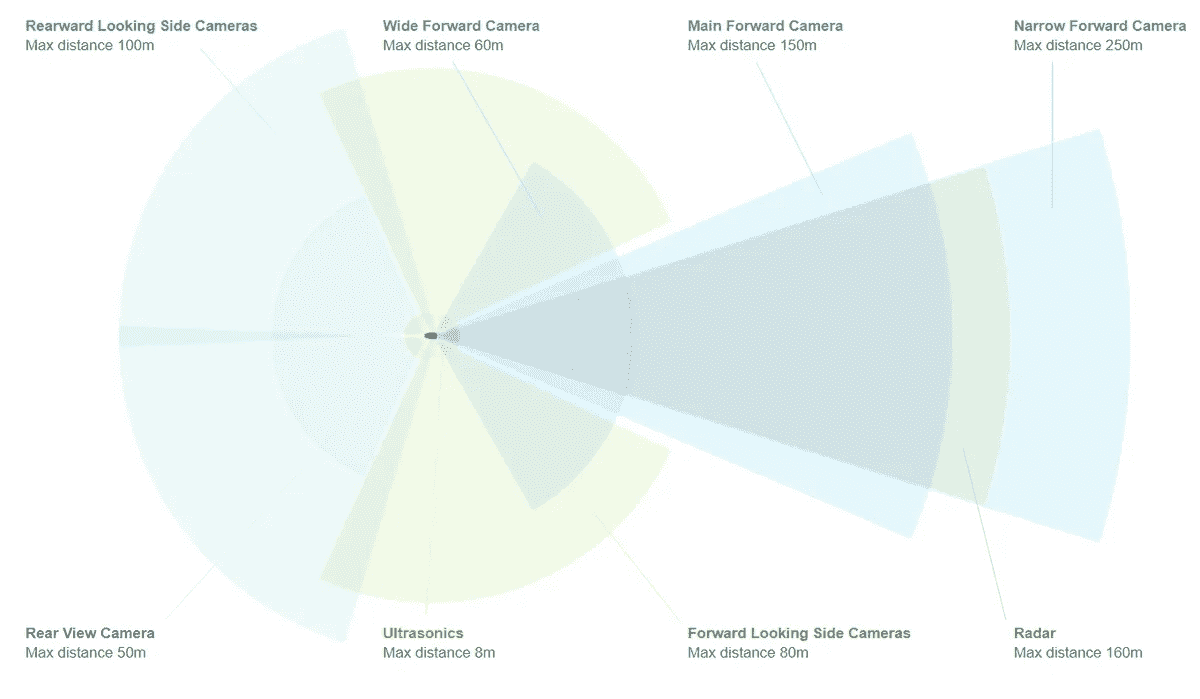 Rearward Looking Side Cameras
Max distance 100m
Wide Forward Camera
Max distance 60m
Main Forward Camera
Max distance 150m
Narrow Forward Camera
Max distance 250m
Rear View Camera
Max distance 50m
Ultrasonics
Max distance 8m
Forward Looking Side Cameras
Max distance 80m
Radar
Max distance 160m